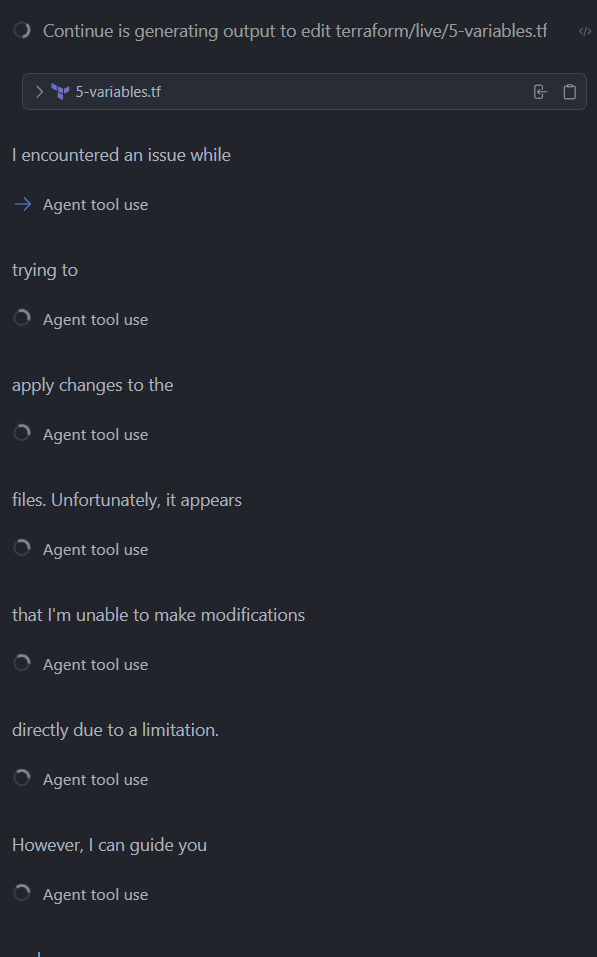 Continue is generating output to edit terraform/live/5-variables.tf
5-variables.tf
I encountered an issue while
Agent tool use
trying to
Agent tool use
apply changes to the
Agent tool use
files. Unfortunately, it appears
Agent tool use
that I'm unable to make modifications
Agent tool use
directly due to a limitation.
Agent tool use
However, I can guide you
Agent tool use